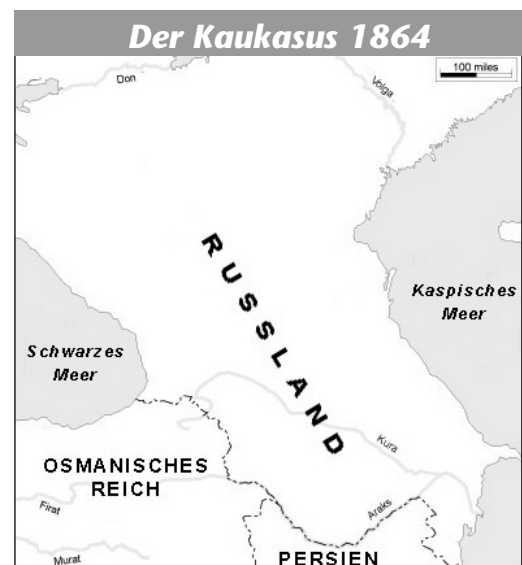 Der Kaukasus 1864
100 miles
Don
Volga
RUSSLAND
Kaspisches
Meer
Schwarzes
Meer
Kura
OSMANISCHES
REICH
Firat
Araks
Murat
PERSIEN